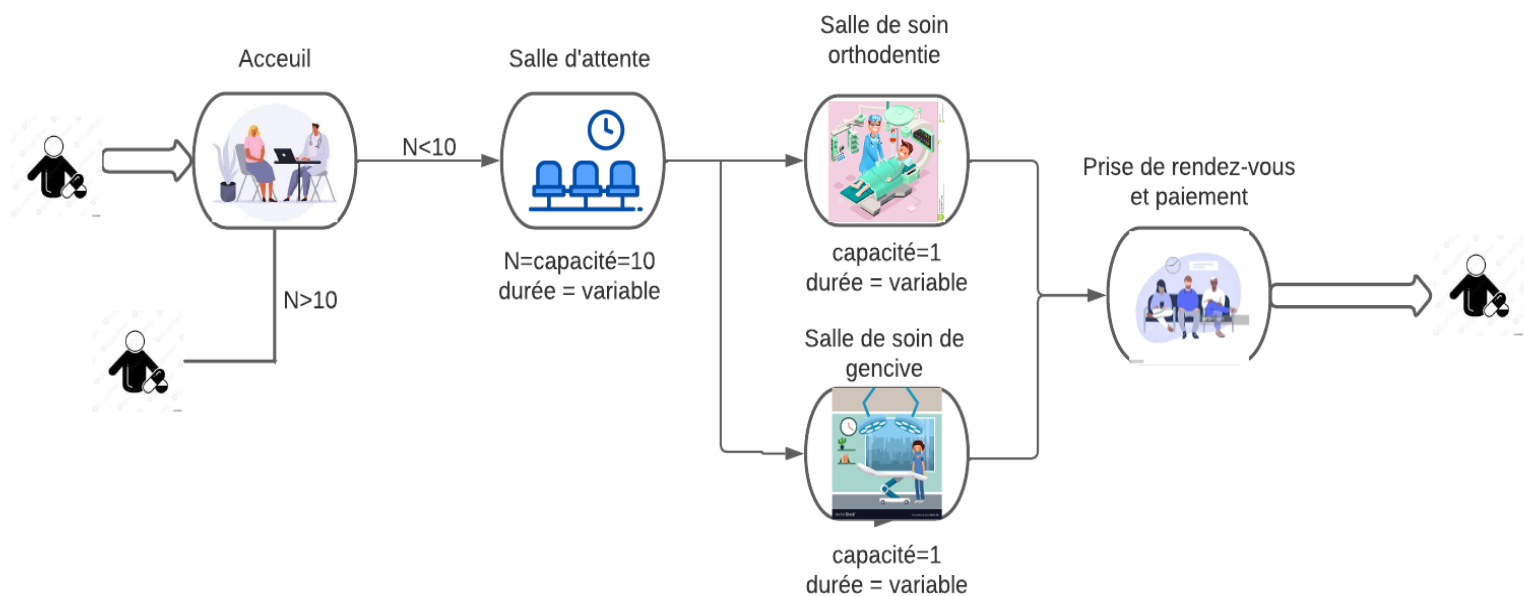 Acceuil
N<10
N>10
Salle d'attente
N=capacité=10
durée = variable
Salle de soin
orthodentie
capacité=1
durée = variable
Salle de soin de
gencive
capacité=1
durée = variable
Prise de rendez-vous
et paiement